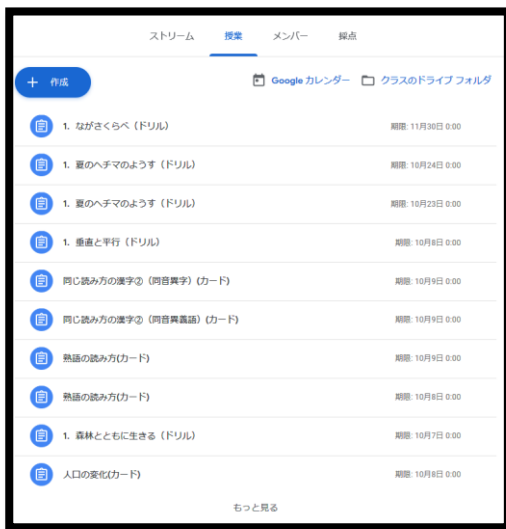 ストリーム 授業 メンバー 採点
+ 作成 Google カレンダー クラスのドライブ フォルダ
1. ながさくらべ（ドリル） 期限: 11月30日 0:00
1. 夏のヘチマのようす（ドリル） 期限: 10月24日 0:00
1. 夏のヘチマのようす（ドリル） 期限: 10月23日 0:00
1. 垂直と平行（ドリル） 期限: 10月8日 0:00
同じ読み方の漢字②（同音異字）(カード) 期限: 10月9日 0:00
同じ読み方の漢字②（同音異義語）(カード) 期限: 10月9日 0:00
熟語の読み方(カード) 期限: 10月9日 0:00
熟語の読み方(カード) 期限: 10月8日 0:00
1. 森林とともに生きる（ドリル） 期限: 10月7日 0:00
人口の変化(カード) 期限: 10月8日 0:00
もっと見る